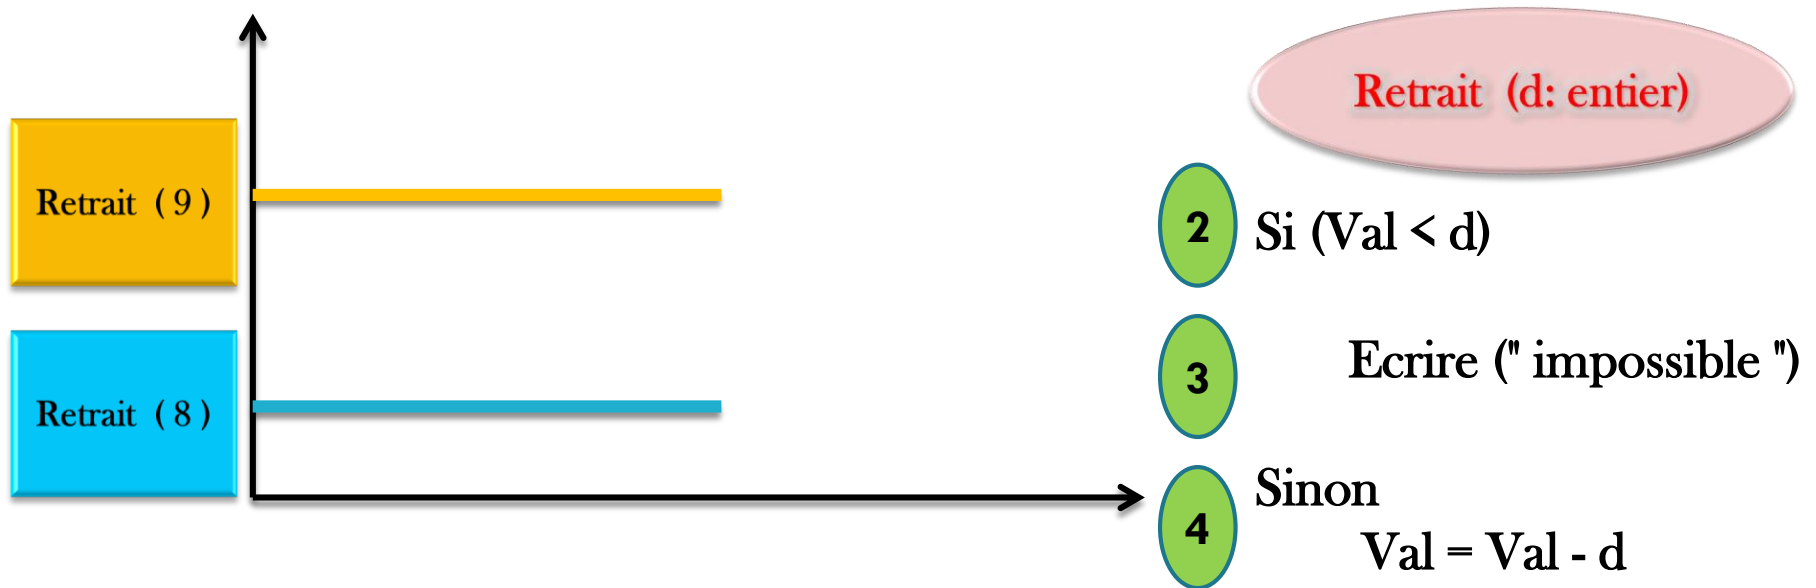 Retrait (d: entier)
Retrait ( 9 )
Retrait ( 8 )
2 Si (Val < d)
3 Ecrire (" impossible ")
4 Sinon
Val = Val - d